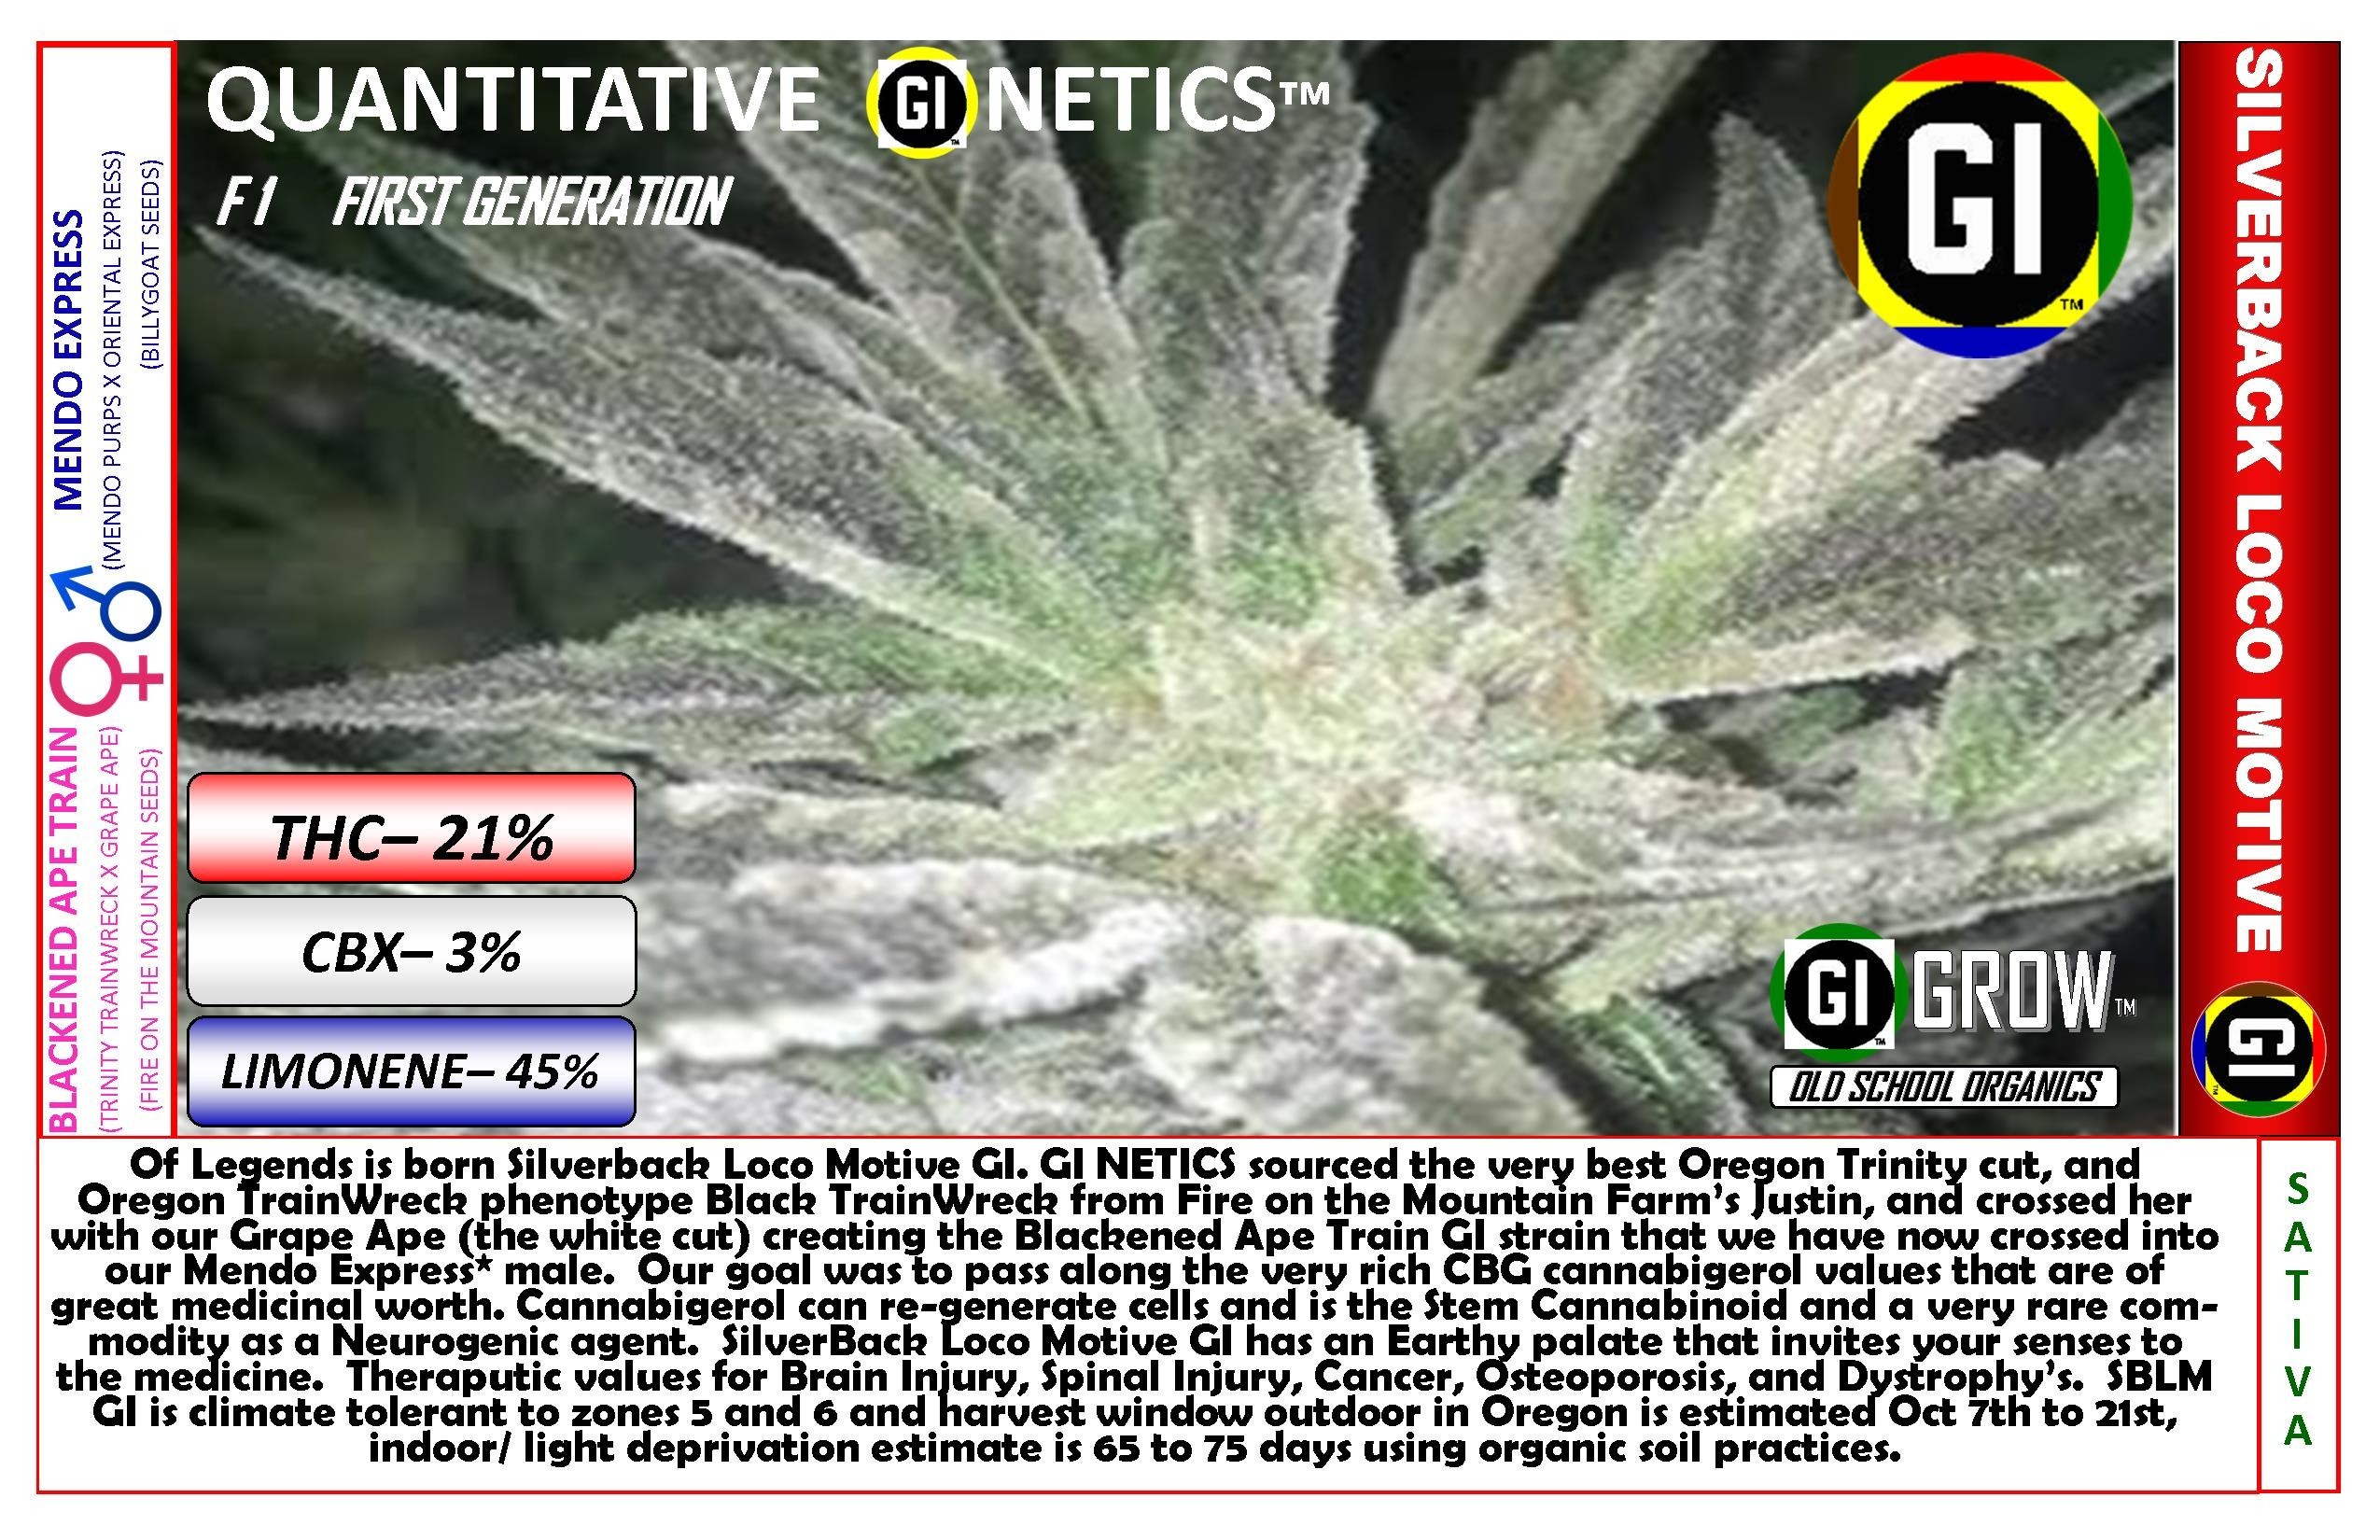 QUANTITATIVE GI NETICS™
F1 FIRST GENERATION
GI
TM
SILVERBACK LOCO MOTIVE
GI
MENDO EXPRESS
(MENDO PURPS X ORIENTAL EXPRESS)
(BILLYGOAT SEEDS)
BLACKENED APE TRAIN
(TRINITY TRAINWRECK X GRAPE APE)
(FIRE ON THE MOUNTAIN SEEDS)
THC– 21%
CBX– 3%
LIMONENE– 45%
GI GROW TM
OLD SCHOOL ORGANICS
Of Legends is born Silverback Loco Motive GI. GI NETICS sourced the very best Oregon Trinity cut, and
Oregon TrainWreck phenotype Black TrainWreck from Fire on the Mountain Farm's Justin, and crossed her
with our Grape Ape (the white cut) creating the Blackened Ape Train GI strain that we have now crossed into
our Mendo Express* male. Our goal was to pass along the very rich CBG cannabigerol values that are of
great medicinal worth. Cannabigerol can re-generate cells and is the Stem Cannabinoid and a very rare com-
modity as a Neurogenic agent. SilverBack Loco Motive GI has an Earthy palate that invites your senses to
the medicine. Theraputic values for Brain Injury, Spinal Injury, Cancer, Osteoporosis, and Dystrophy's. SBLM
GI is climate tolerant to zones 5 and 6 and harvest window outdoor in Oregon is estimated Oct 7th to 21st,
indoor/ light deprivation estimate is 65 to 75 days using organic soil practices.
SATIVA